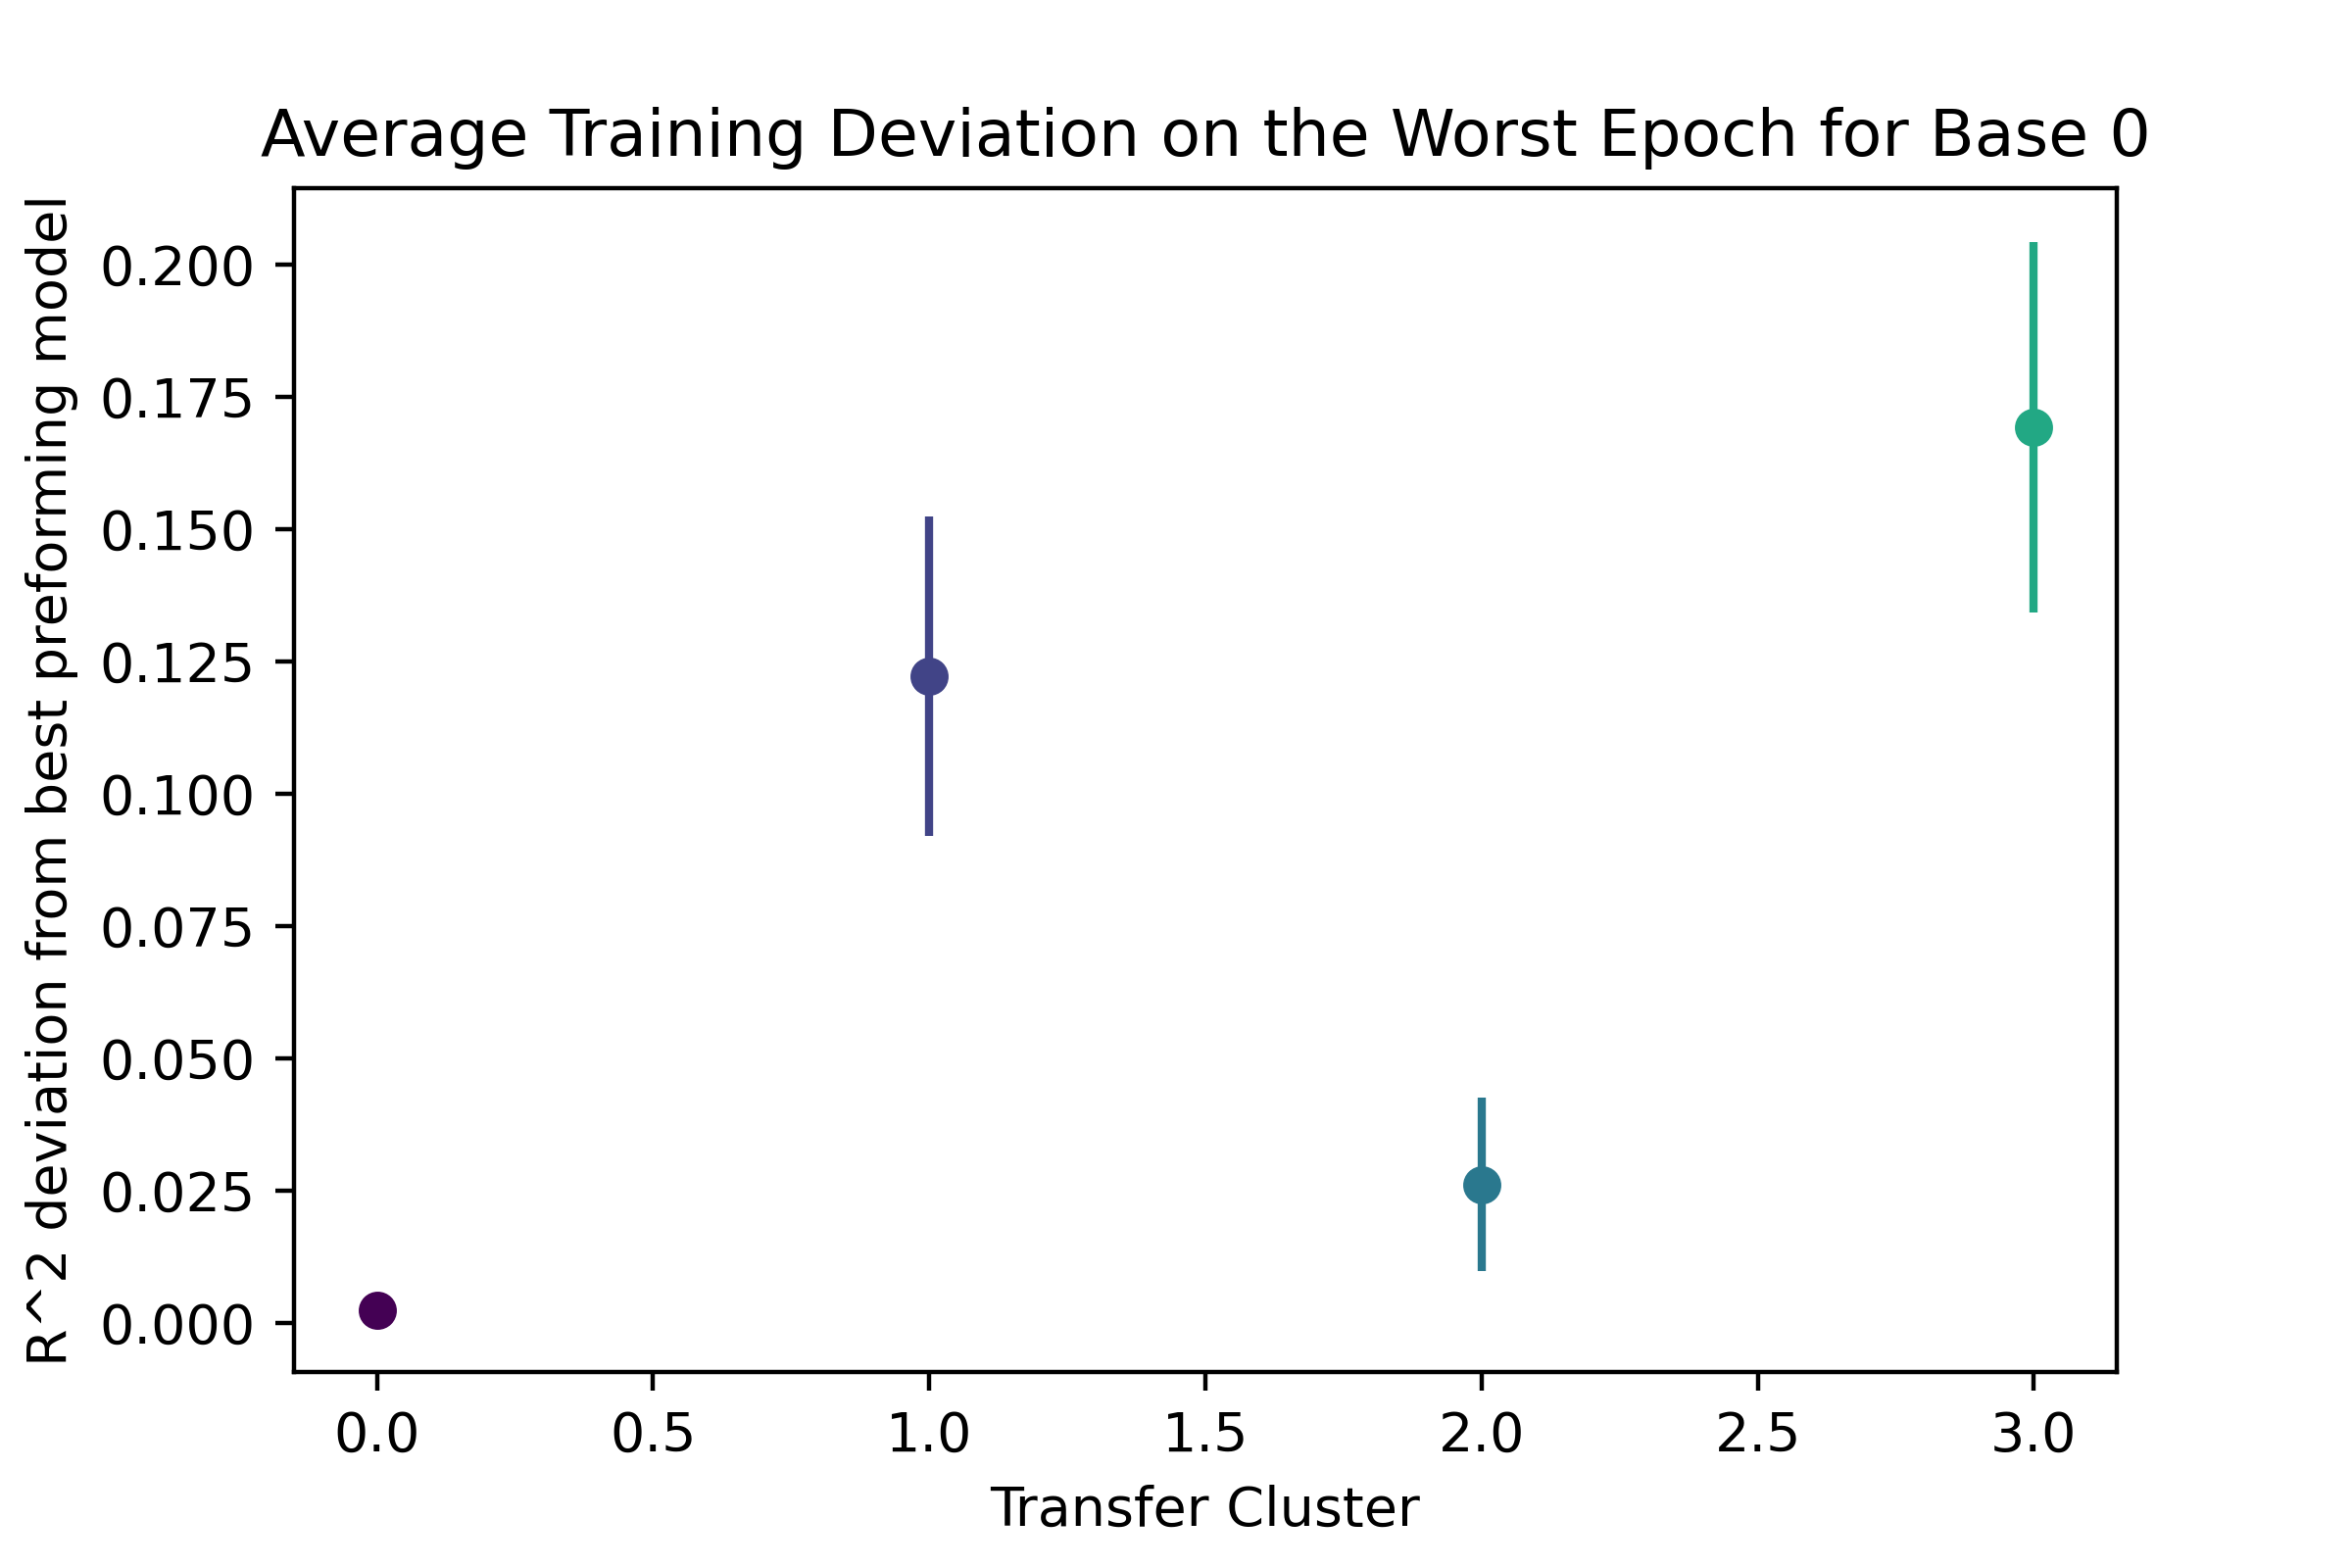 Average Training Deviation on the Worst Epoch for Base 0
R^2 deviation from best preforming model
0.200
0.175
0.150
0.125
0.100
0.075
0.050
0.025
0.000
0.0 0.5 1.0 1.5 2.0 2.5 3.0
Transfer Cluster